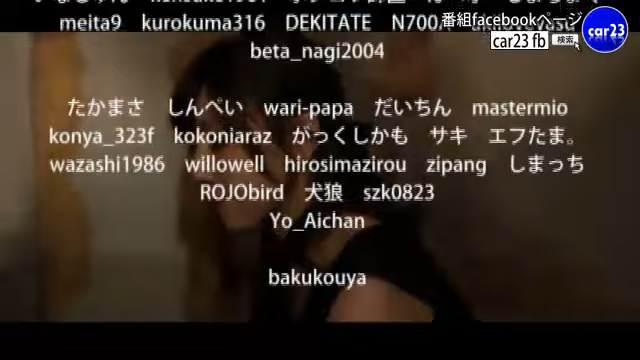 番組facebookページ
car23 fb 検索
car23
meita9 kurokuma316 DEKITATE
beta_nagi2004
たかまさ しんぺい wari-papa だいちん mastermio
konya_323f kokoniaraz がっくしかも サキ エフたま。
wazashi1986 willowell hirosimazirou zipang しまっち
ROJObird 犬狼 szk0823
Yo_Aichan
bakukouya